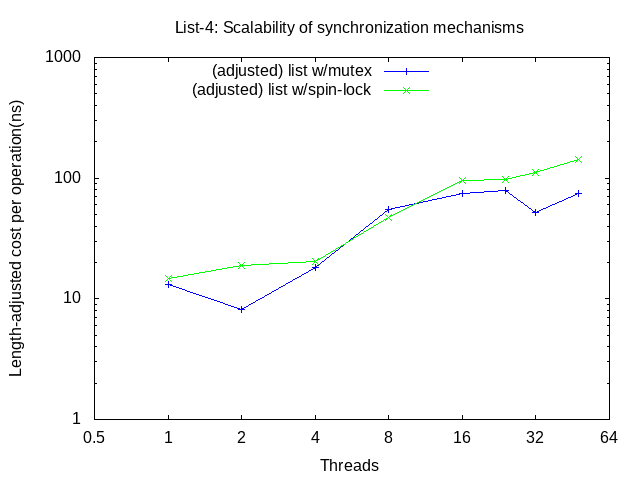 List-4: Scalability of synchronization mechanisms
1000
(adjusted) list w/mutex
(adjusted) list w/spin-lock
100
10
1
Length-adjusted cost per operation(ns)
0.5 1 2 4 8 16 32 64
Threads